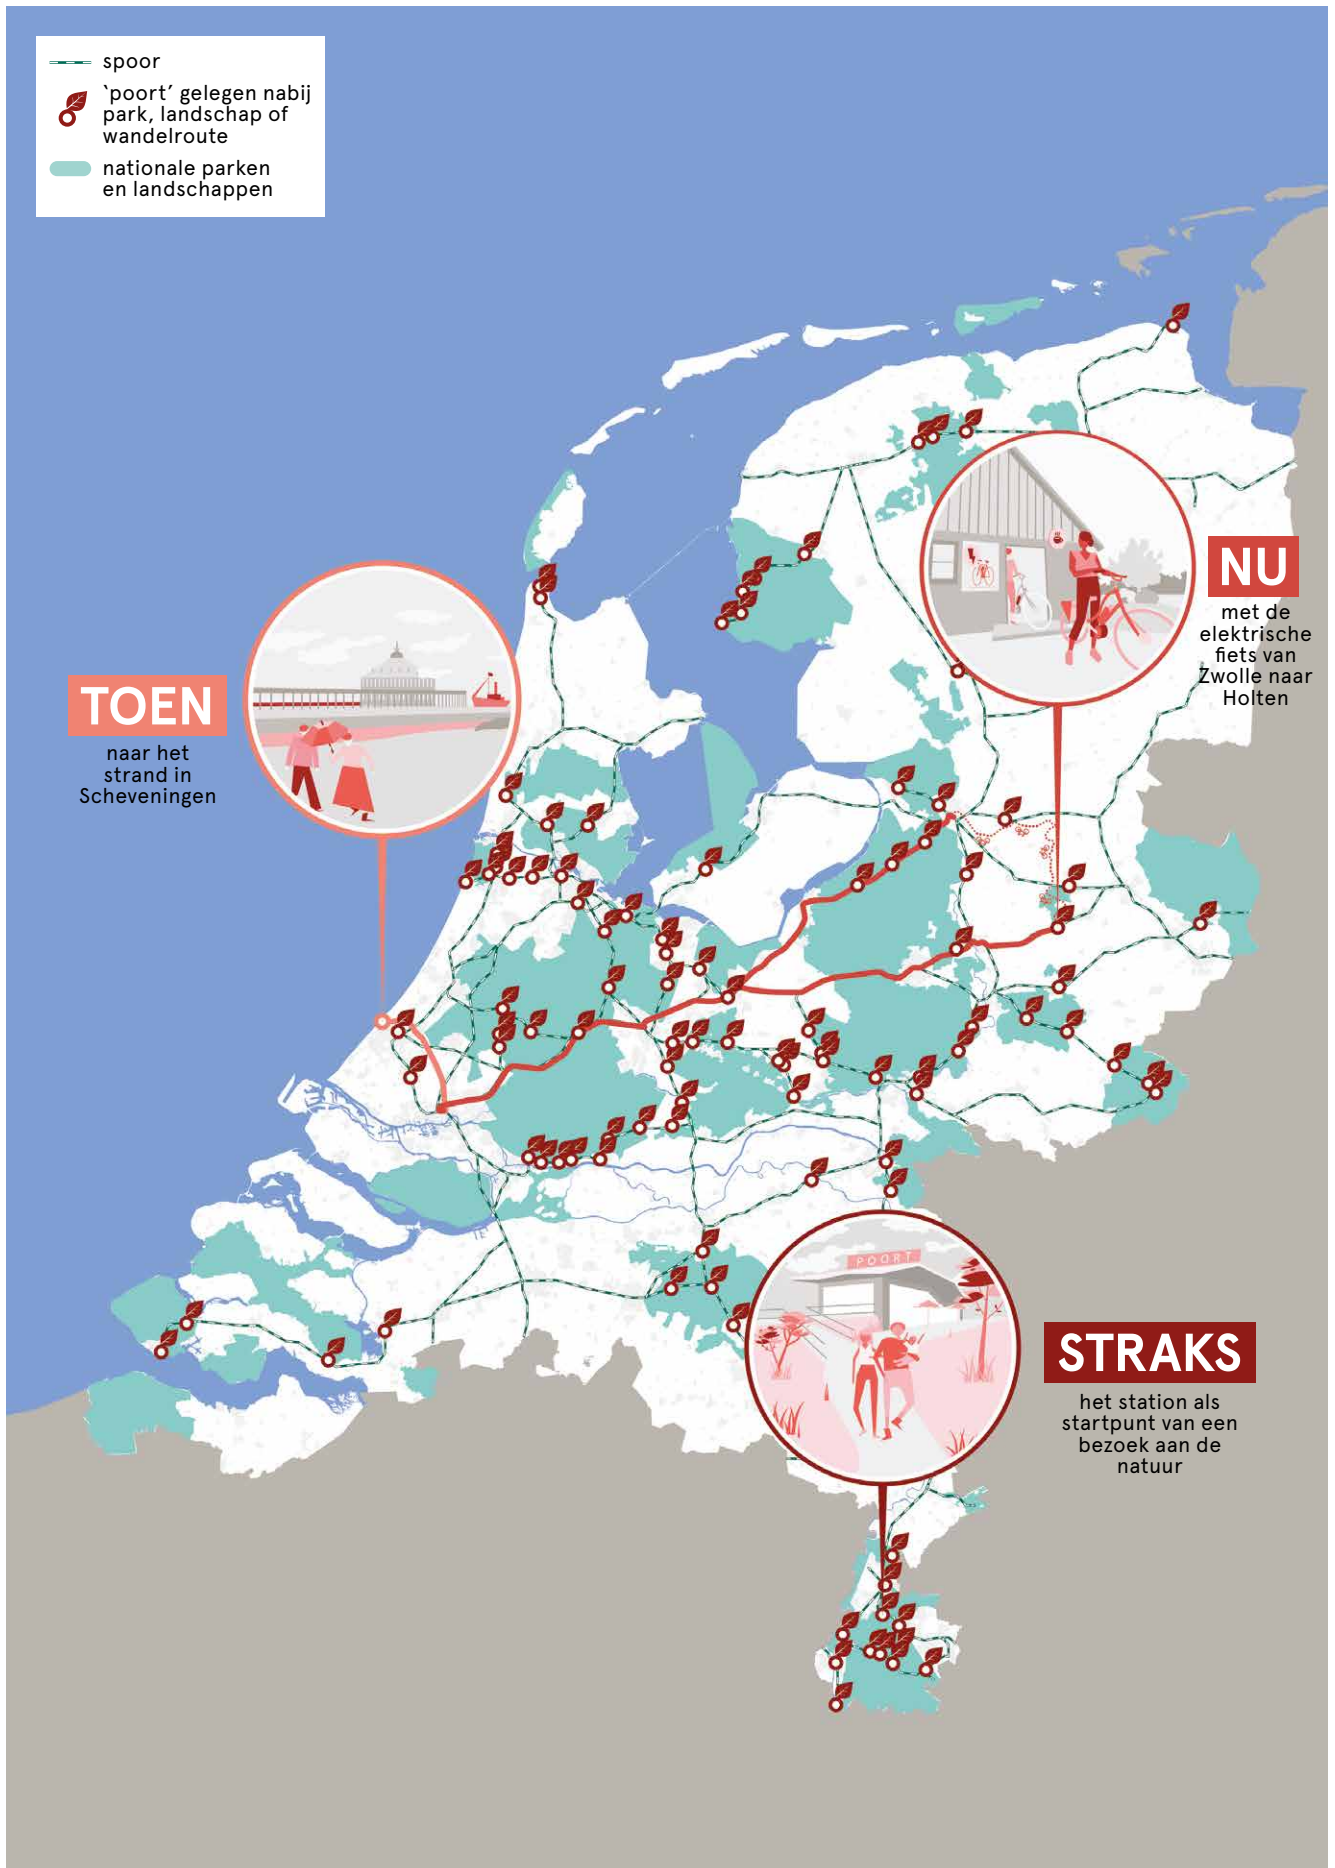 spoor
‘poort’ gelegen nabij
park, landschap of
wandelroute
nationale parken
en landschappen
NU
met de
elektrische
fiets van
Zwolle naar
Holten
TOEN
naar het
strand in
Scheveningen
POORT
STRAKS
het station als
startpunt van een
bezoek aan de
natuur